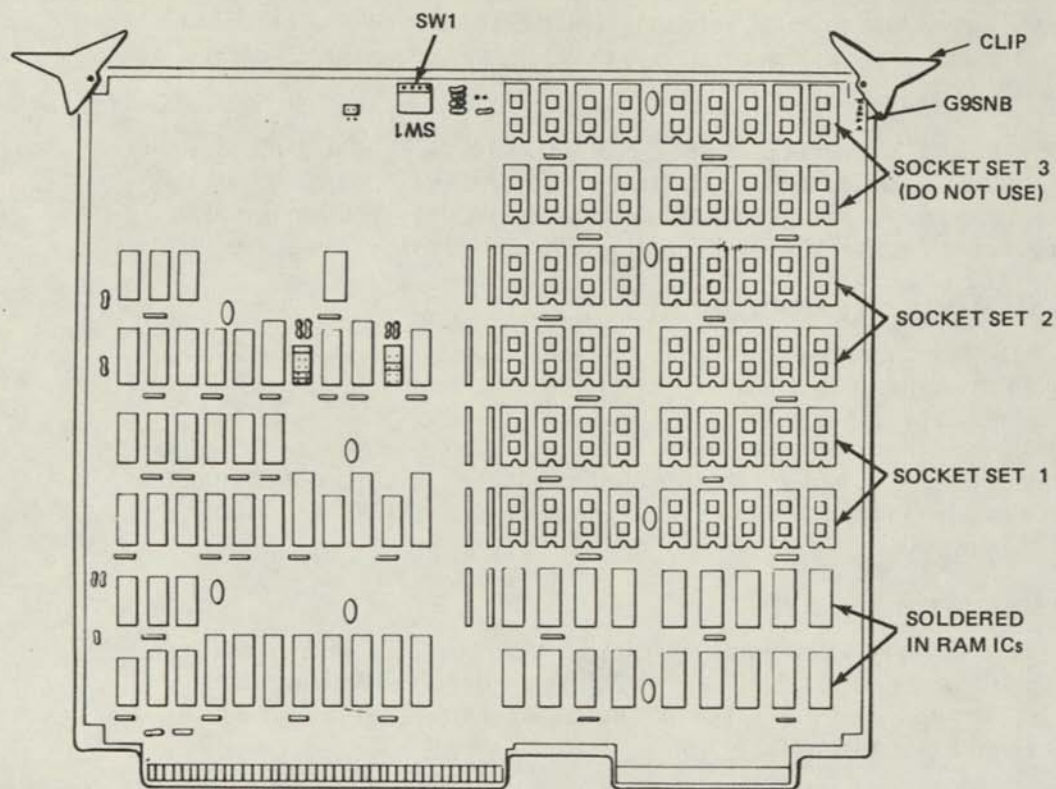 SW1
CLIP
G9SNB
SW1
SOCKET SET 3
(DO NOT USE)
SOCKET SET 2
SOCKET SET 1
SOLDERED
IN RAM ICs